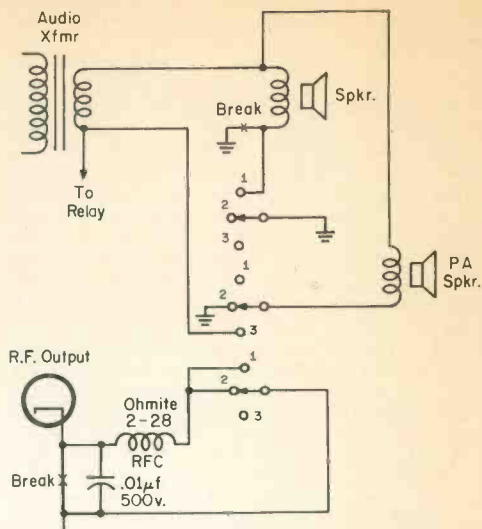 Audio
Xfmr
Spkr.
Break
To
Relay
1
2
3
1
2
3
PA
Spkr.
R.F. Output
1
2
3
Ohmite
2-28
RFC
Break
.01μf
500v.